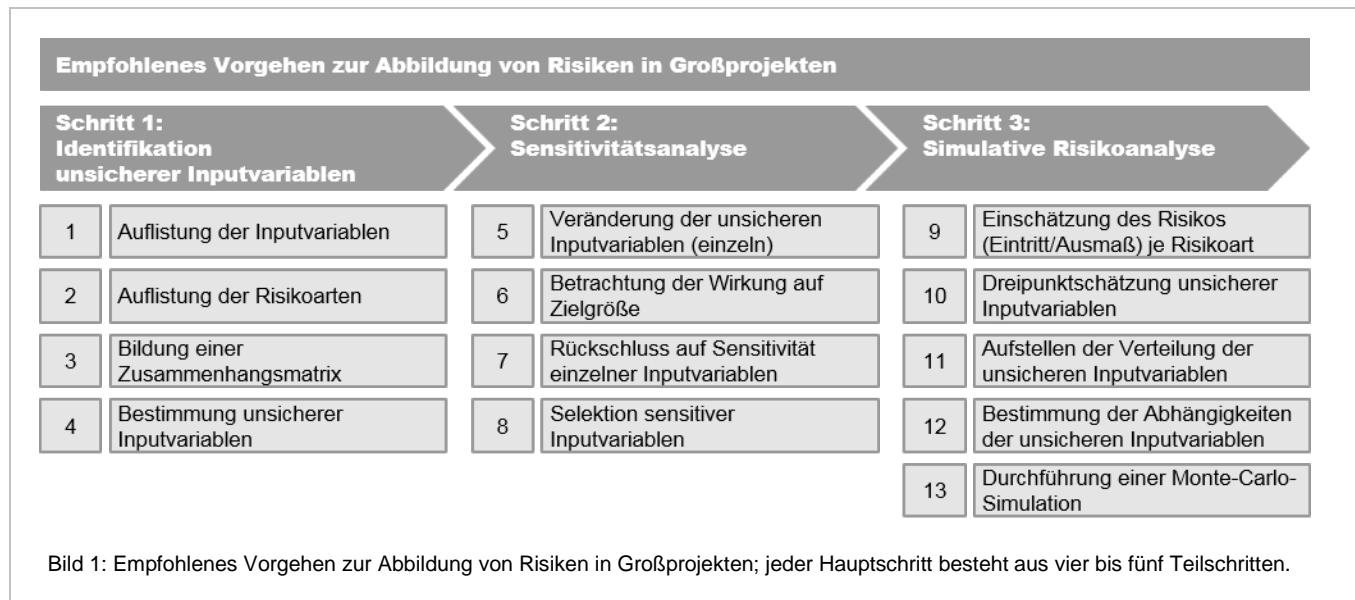 Empfohlenes Vorgehen zur Abbildung von Risiken in Großprojekten
Schritt 1:
Identifikation
unsicherer Inputvariablen
1
Auflistung der Inputvariablen
2
Auflistung der Risikoarten
3
Bildung einer
Zusammenhangsmatrix
4
Bestimmung unsicherer
Inputvariablen
Schritt 2:
Sensitivitätsanalyse
5
Veränderung der unsicheren
Inputvariablen (einzeln)
6
Betrachtung der Wirkung auf
Zielgröße
7
Rückschluss auf Sensitivität
einzelner Inputvariablen
8
Selektion sensitiver
Inputvariablen
Schritt 3:
Simulative Risikoanalyse
9
Einschätzung des Risikos
(Eintritt/Ausmaß) je Risikoart
10
Dreipunktschätzung unsicherer
Inputvariablen
11
Aufstellen der Verteilung der
unsicheren Inputvariablen
12
Bestimmung der Abhängigkeiten
der unsicheren Inputvariablen
13
Durchführung einer Monte-Carlo-
Simulation
Bild 1: Empfohlenes Vorgehen zur Abbildung von Risiken in Großprojekten; jeder Hauptschritt besteht aus vier bis fünf Teilschritten.